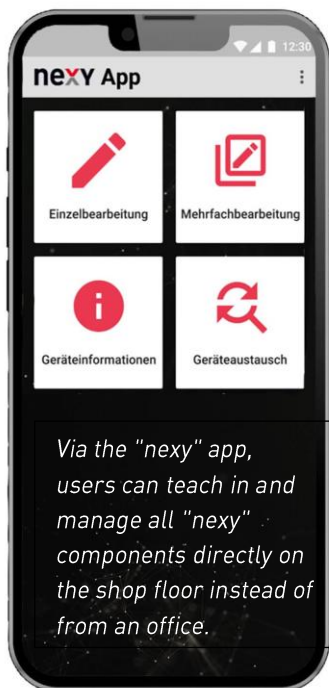 12:30
nexy App
Einzelbearbeitung
Mehrfachbearbeitung
Geräteinformationen
Geräteaustausch
Via the "nexy" app,
users can teach in and
manage all "nexy"
components directly on
the shop floor instead of
from an office.